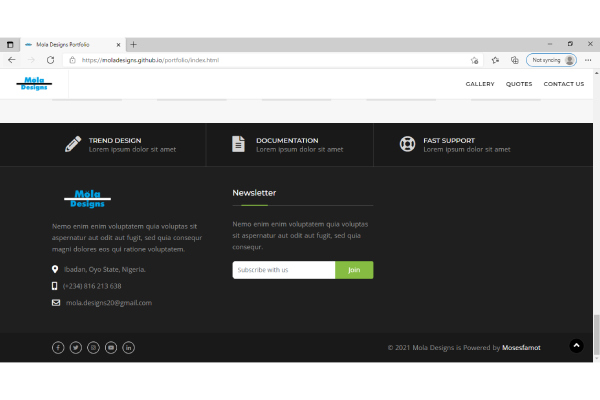 Mola Designs Portfolio
https://moladesigns.github.io/portfolio/index.html
Not syncing
Mola
Designs
GALLERY QUOTES CONTACT US
TREND DESIGN
Lorem ipsum dolor sit amet
DOCUMENTATION
Lorem ipsum dolor sit amet
FAST SUPPORT
Lorem ipsum dolor sit amet
Mola
Designs
Nemo enim enim voluptatem quia voluptas sit
aspernatur aut odit aut fugit, sed quia consequr
magni dolores eos qui ratione voluptatem.
Ibadan, Oyo State, Nigeria.
(+234) 816 213 638
mola.designs20@gmail.com
Newsletter
Nemo enim enim voluptatem quia voluptas
sit aspernatur aut odit aut fugit, sed quia
consequr.
Subscribe with us
Join
© 2021 Mola Designs is Powered by Mosesfamot